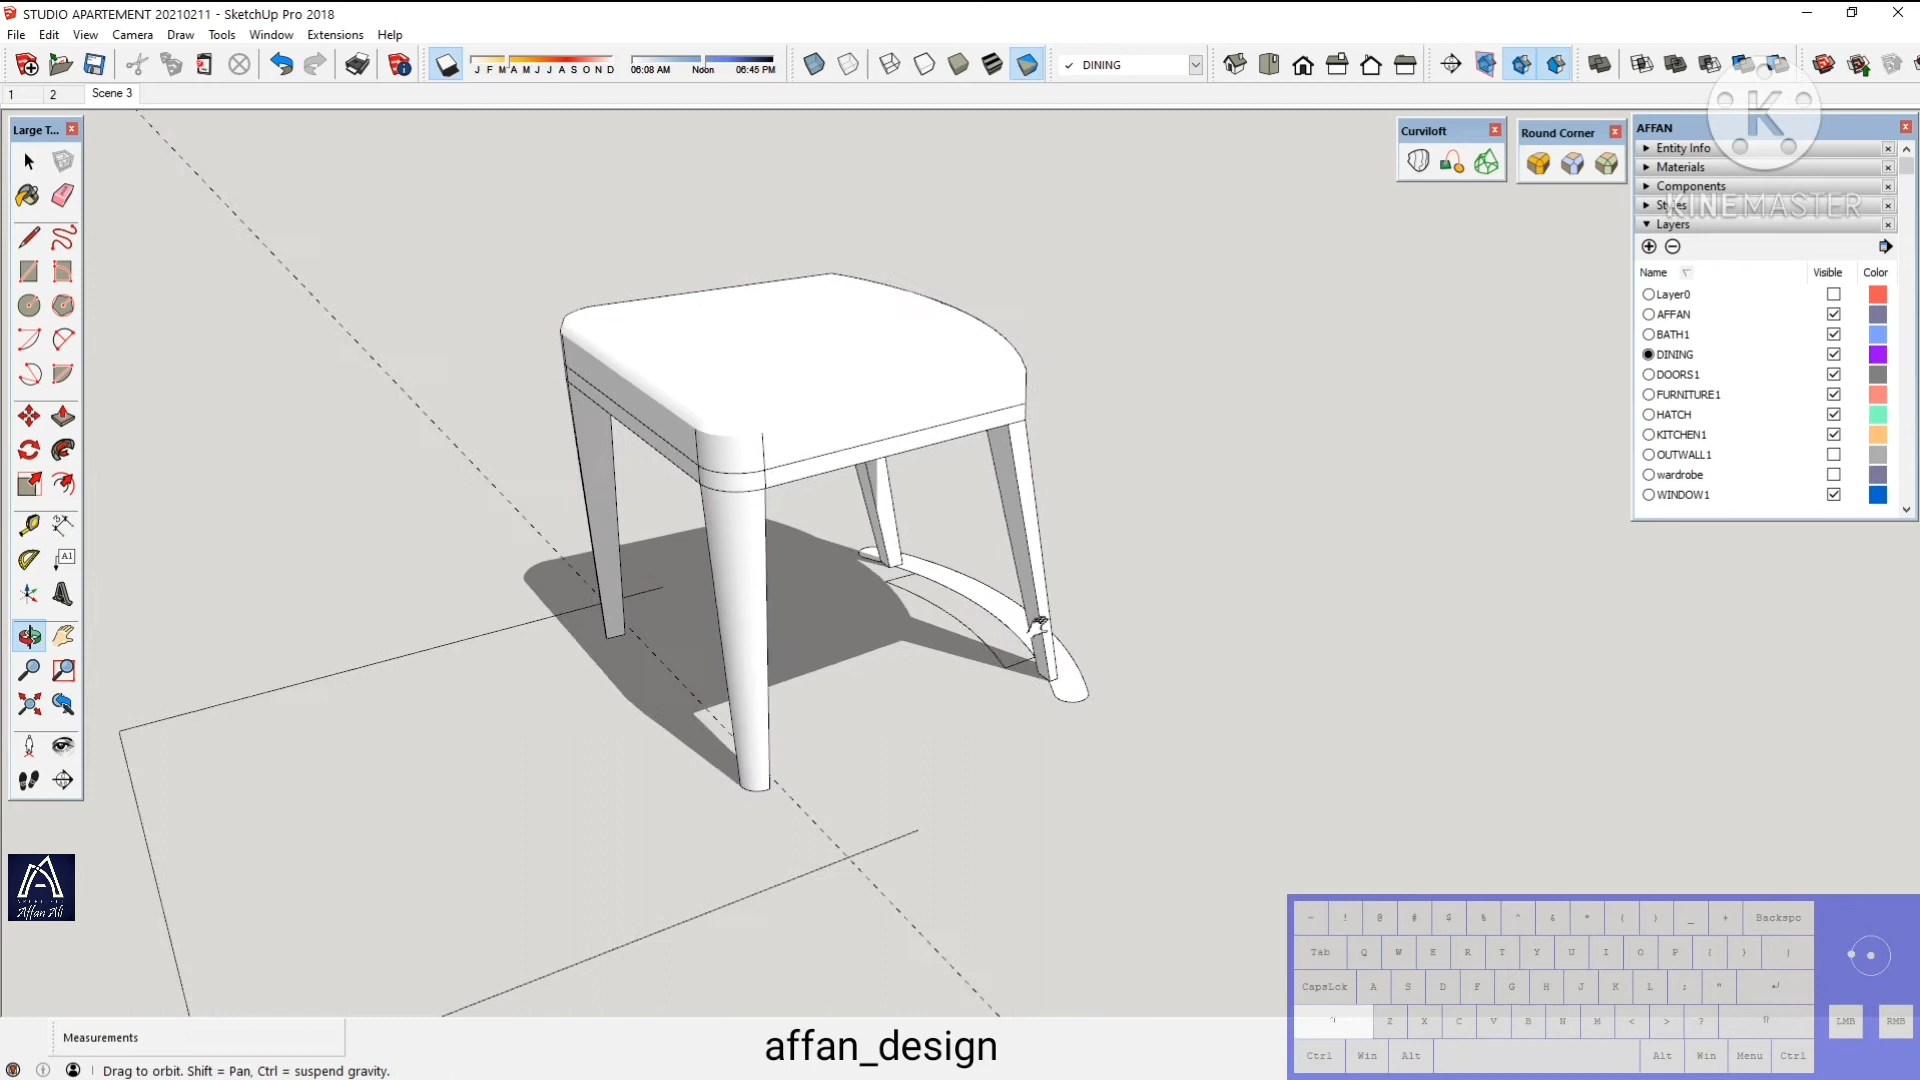 STUDIO APARTEMENT 20210211 - SketchUp Pro 2018
File Edit View Camera Draw Tools Window Extensions Help
J F M A M J J A S O N D
06:08 AM Noon 06:45 PM
DINING
1 2 Scene 3
Large T...
Curviloft
Round Corner
AFFAN
Entity Info
Materials
Components
Styles
Layers
KINEMASTER
K
Name Visible Color
Layer0
AFFAN
BATH1
DINING
DOORS1
FURNITURE1
HATCH
KITCHEN1
OUTWALL1
wardrobe
WINDOW1
A1
Affan Ali
~ ! @ # $ % ^ & * ( ) _ + Backspc
Tab Q W E R T Y U I O P { } |
CapsLck A S D F G H J K L : "
Z X C V B N M < > ?
Ctrl Win Alt Alt Win Menu Ctrl
LMB RMB
Measurements
affan_design
Drag to orbit. Shift = Pan, Ctrl = suspend gravity.